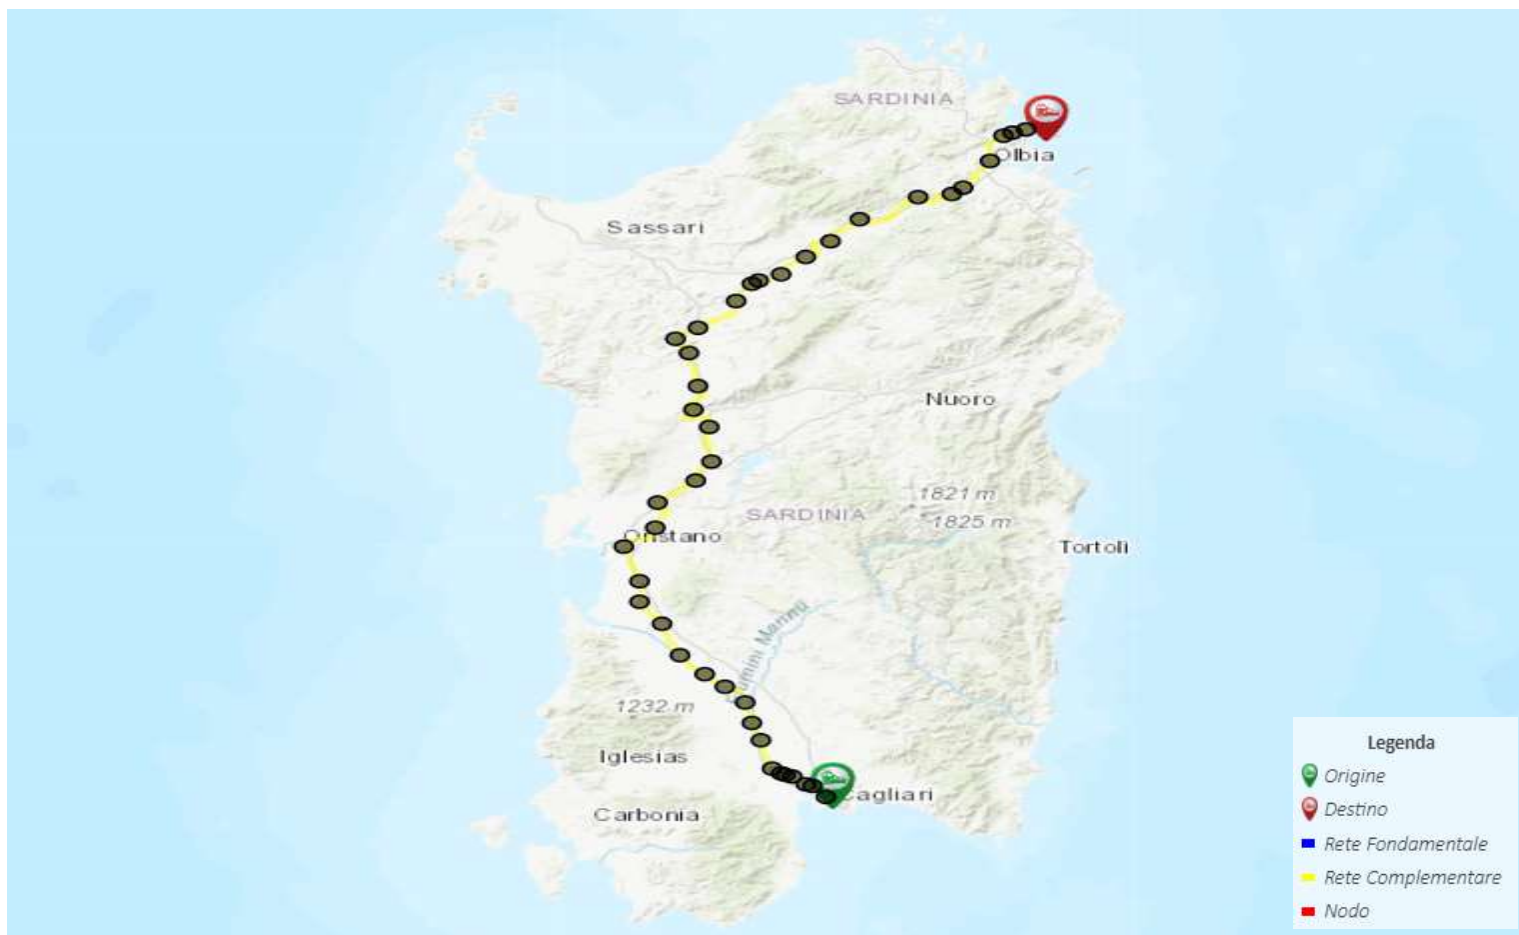 SARDINIA
Olbia
Sassari
Nuoro
1821 m
SARDINIA
1825 m
Oristano
Tortolì
Flumini Mannu
1232 m
Iglesias
Cagliari
Carbonia
Legenda
Origine
Destino
Rete Fondamentale
Rete Complementare
Nodo